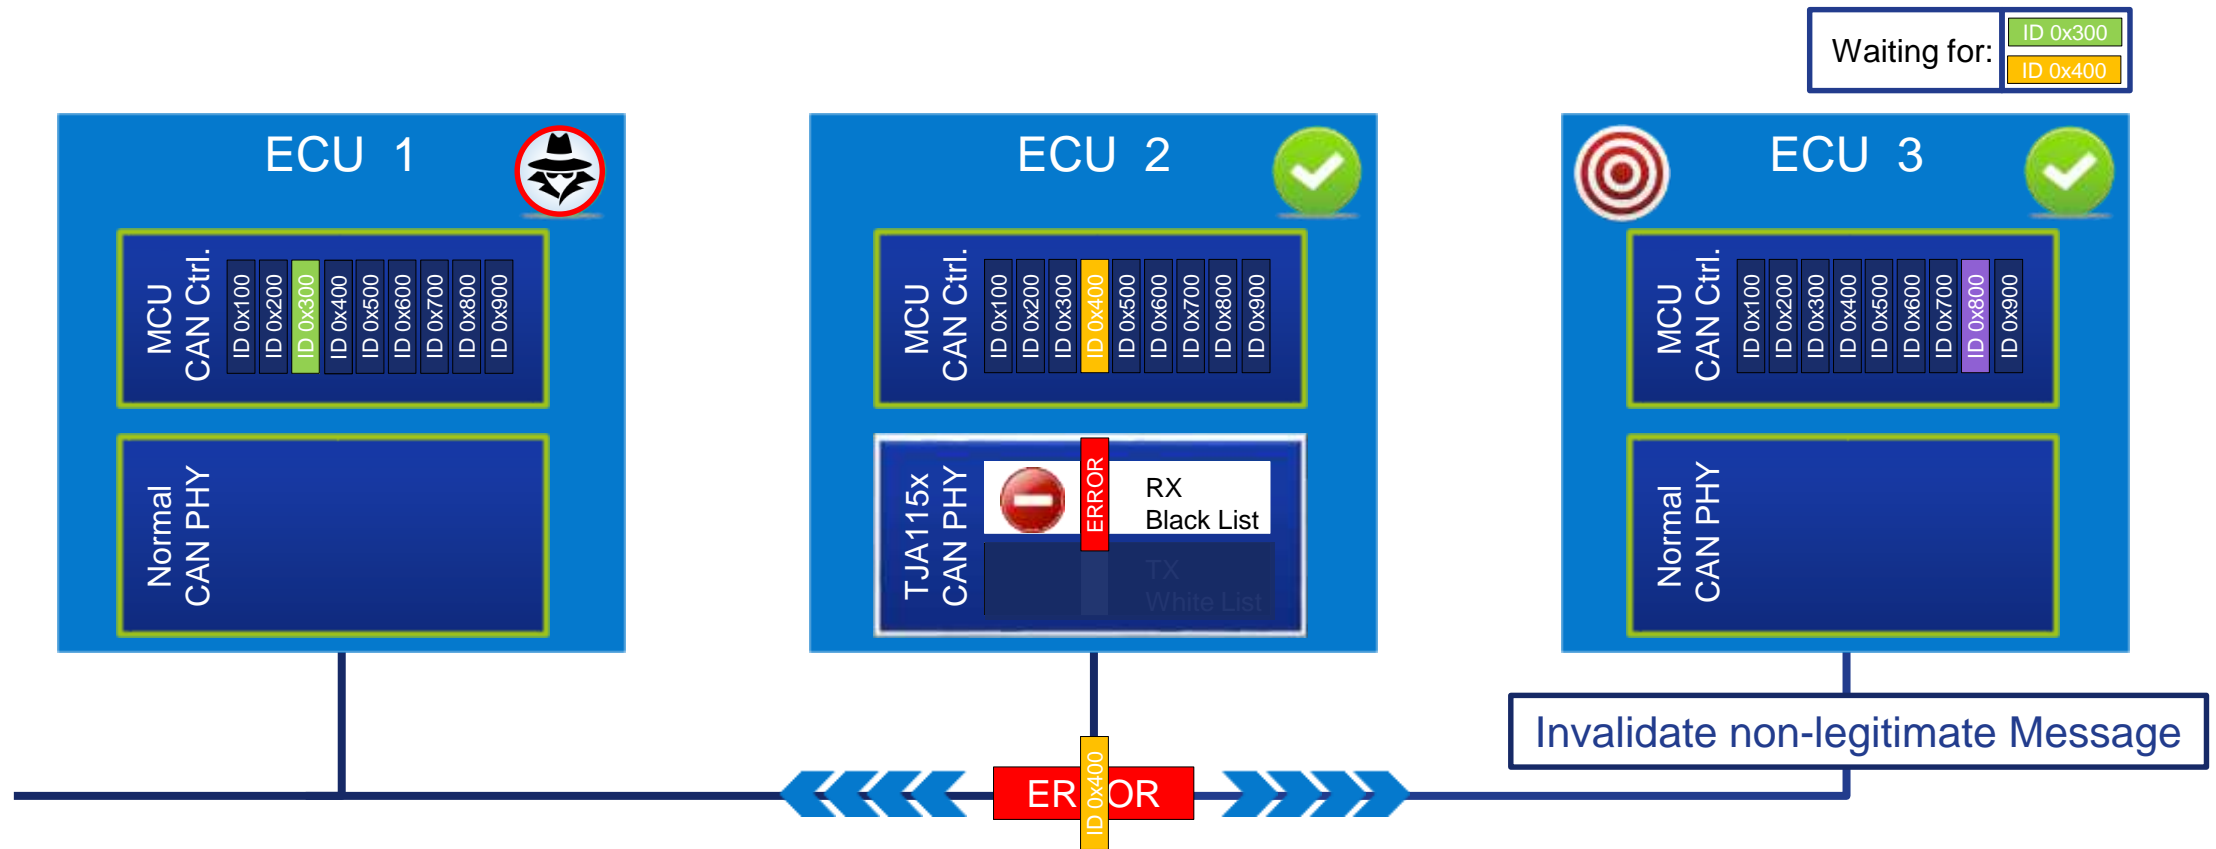 Waiting for:
ID 0x300
ID 0x400
ECU 1
MCU
CAN Ctrl.
ID 0x100
ID 0x200
ID 0x300
ID 0x400
ID 0x500
ID 0x600
ID 0x700
ID 0x800
ID 0x900
Normal
CAN PHY
ECU 2
MCU
CAN Ctrl.
ID 0x100
ID 0x200
ID 0x300
ID 0x400
ID 0x500
ID 0x600
ID 0x700
ID 0x800
ID 0x900
TJA115x
CAN PHY
ERROR
RX
Black List
TX
White List
ECU 3
MCU
CAN Ctrl.
ID 0x100
ID 0x200
ID 0x300
ID 0x400
ID 0x500
ID 0x600
ID 0x700
ID 0x800
ID 0x900
Normal
CAN PHY
Invalidate non-legitimate Message
ERROR
ID 0x400